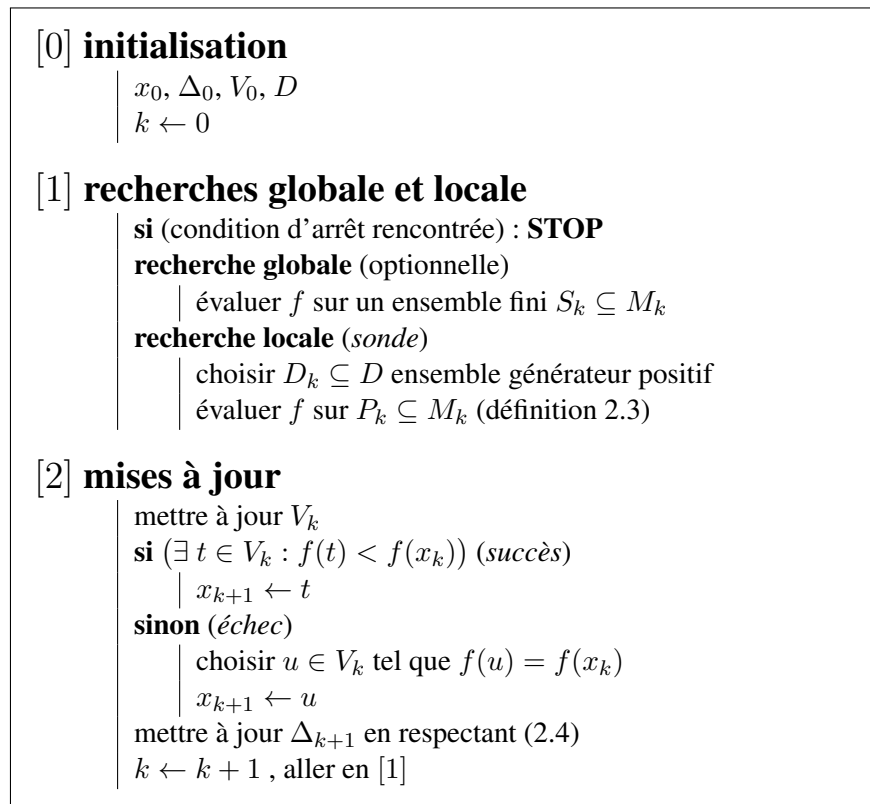 [0] initialisation
x₀, Δ₀, V₀, D
k ← 0
[1] recherches globale et locale
si (condition d'arrêt rencontrée) : STOP
recherche globale (optionnelle)
évaluer f sur un ensemble fini Sₖ ⊆ Mₖ
recherche locale (sonde)
choisir Dₖ ⊆ D ensemble générateur positif
évaluer f sur Pₖ ⊆ Mₖ (définition 2.3)
[2] mises à jour
mettre à jour Vₖ
si (∃ t ∈ Vₖ : f(t) < f(xₖ)) (succès)
xₖ₊₁ ← t
sinon (échec)
choisir u ∈ Vₖ tel que f(u) = f(xₖ)
xₖ₊₁ ← u
mettre à jour Δₖ₊₁ en respectant (2.4)
k ← k + 1 , aller en [1]